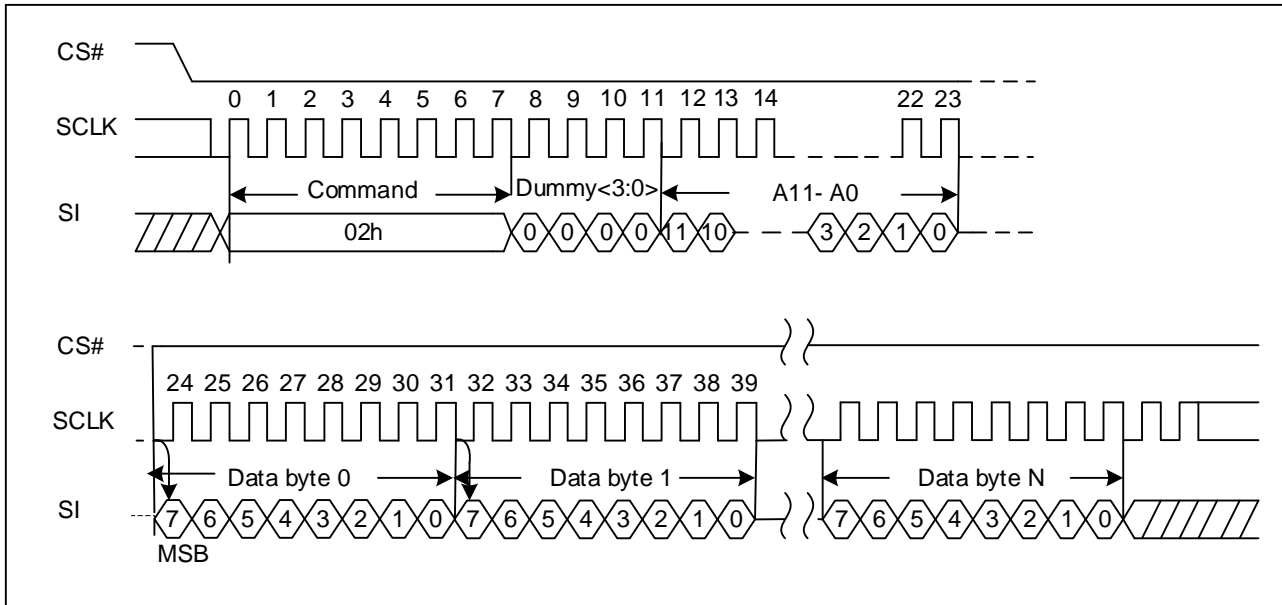 CS#
0 1 2 3 4 5 6 7 8 9 10 11 12 13 14 22 23
SCLK
Command Dummy<3:0> A11- A0
SI
02h 0 0 0 0 11 10 3 2 1 0
CS#
24 25 26 27 28 29 30 31 32 33 34 35 36 37 38 39
SCLK
Data byte 0 Data byte 1 Data byte N
SI
7 6 5 4 3 2 1 0 7 6 5 4 3 2 1 0 7 6 5 4 3 2 1 0
MSB